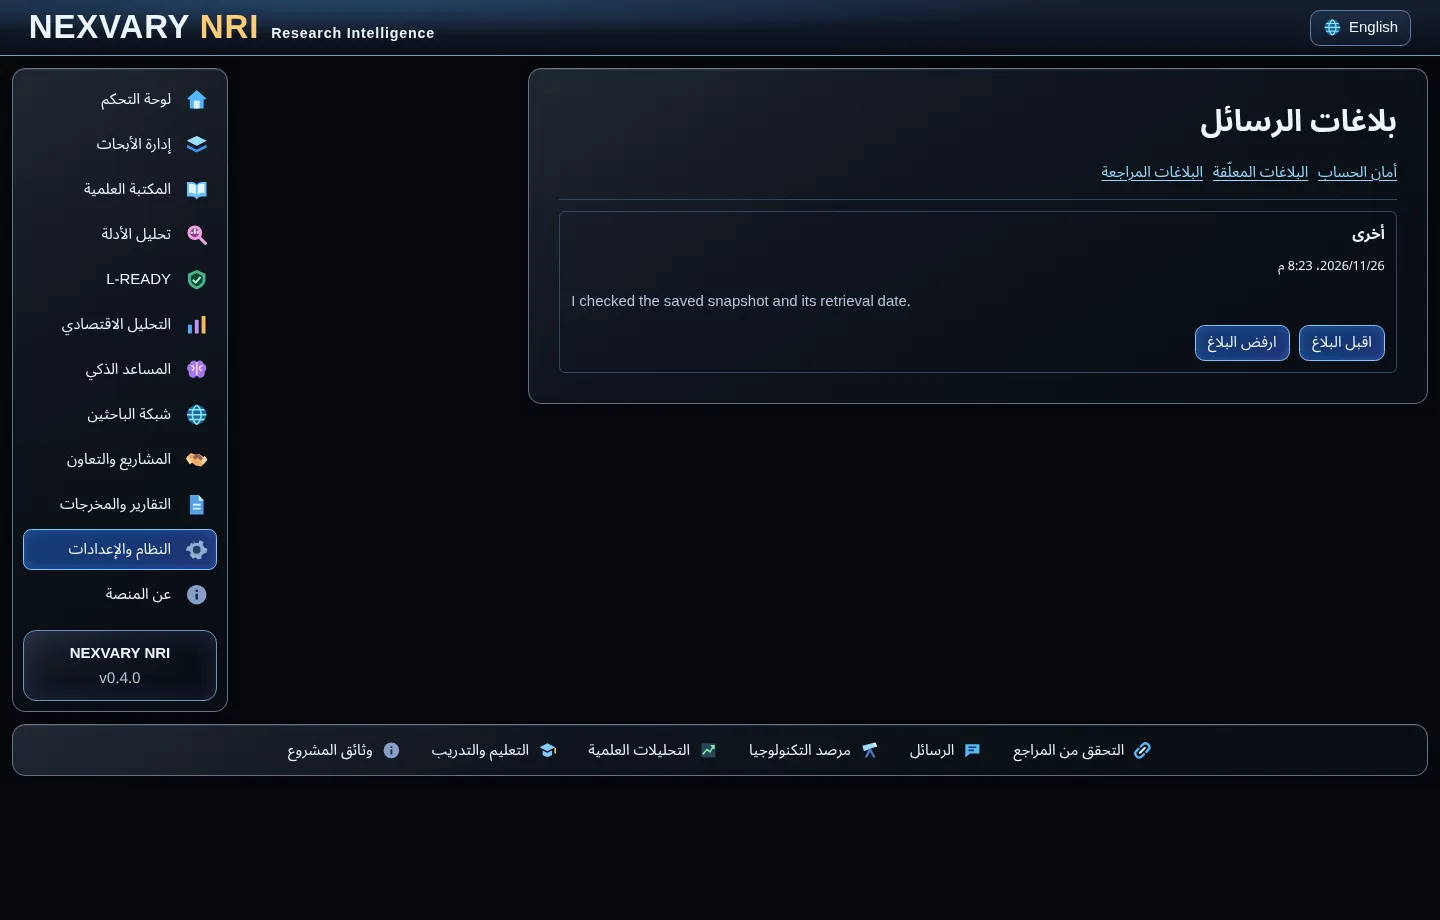 NEXVARY NRI Research Intelligence
English
بلاغات الرسائل
أمان الحساب البلاغات المعلّقة البلاغات المراجعة
أخرى
2026/11/26، 8:23 م
I checked the saved snapshot and its retrieval date.
اقبل البلاغ
ارفض البلاغ
لوحة التحكم
إدارة الأبحاث
المكتبة العلمية
تحليل الأدلة
L-READY
التحليل الاقتصادي
المساعد الذكي
شبكة الباحثين
المشاريع والتعاون
التقارير والمخرجات
النظام والإعدادات
عن المنصة
NEXVARY NRI
v0.4.0
التحقق من المراجع
الرسائل
مرصد التكنولوجيا
التحليلات العلمية
التعليم والتدريب
وثائق المشروع